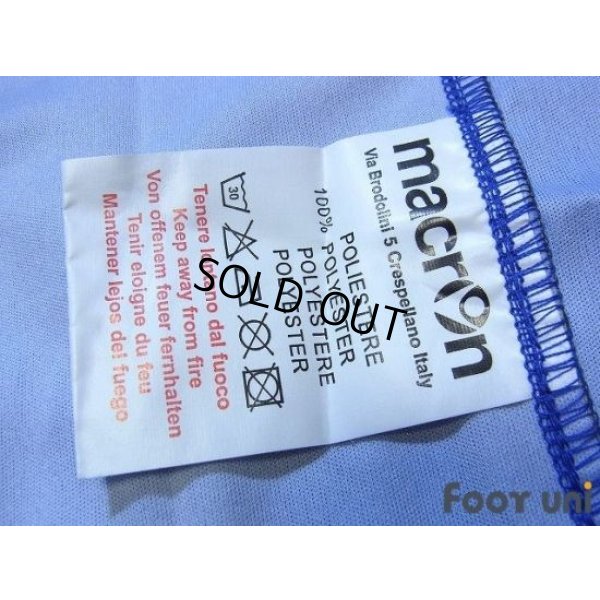 macron
Via Brodolini 5 Crespellano Italy
POLIESTERE
100% POLYESTER
POLYESTERE
POLYESTER
30
Tenere lontano dal fuoco
Keep away from fire
Von offenem feuer fernhalten
Tenir eloigne du feu
Mantener lejos del fuego
SOLD OUT
FOOT uni